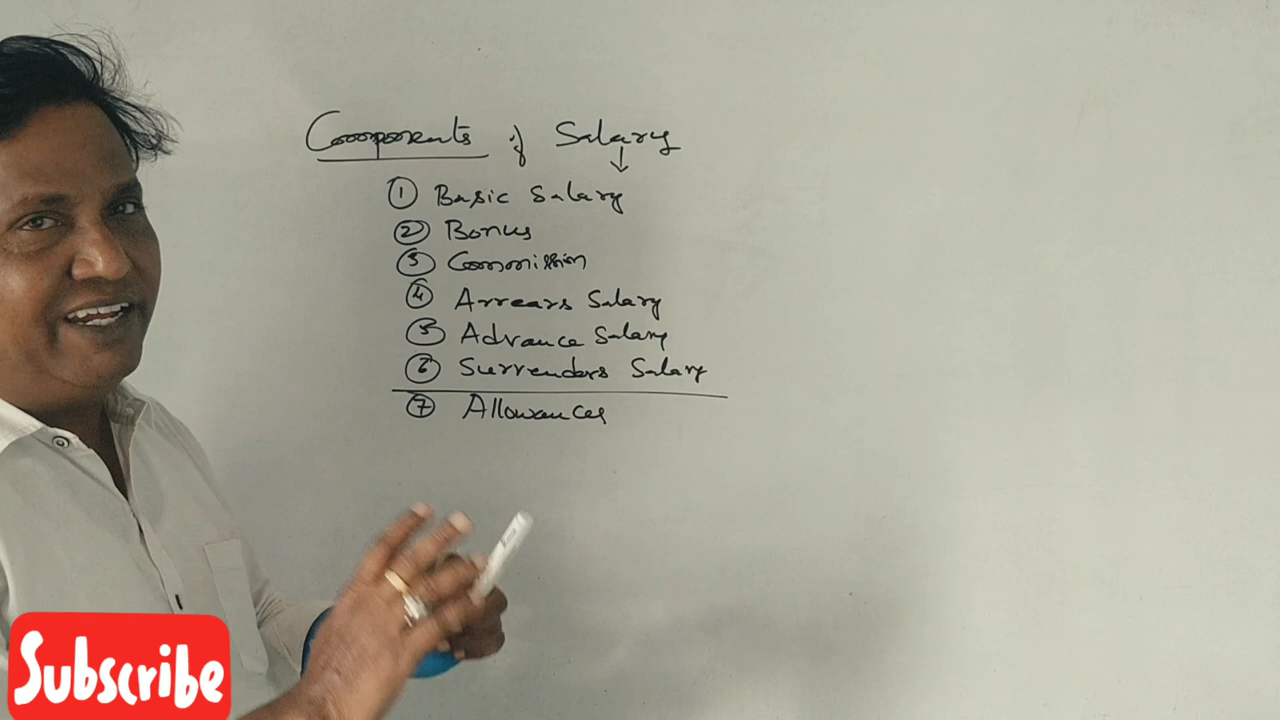 Components of Salary
① Basic Salary
② Bonus
③ Commission
④ Arrears Salary
⑤ Advance Salary
⑥ Surrenders Salary
⑦ Allowances
Subscribe